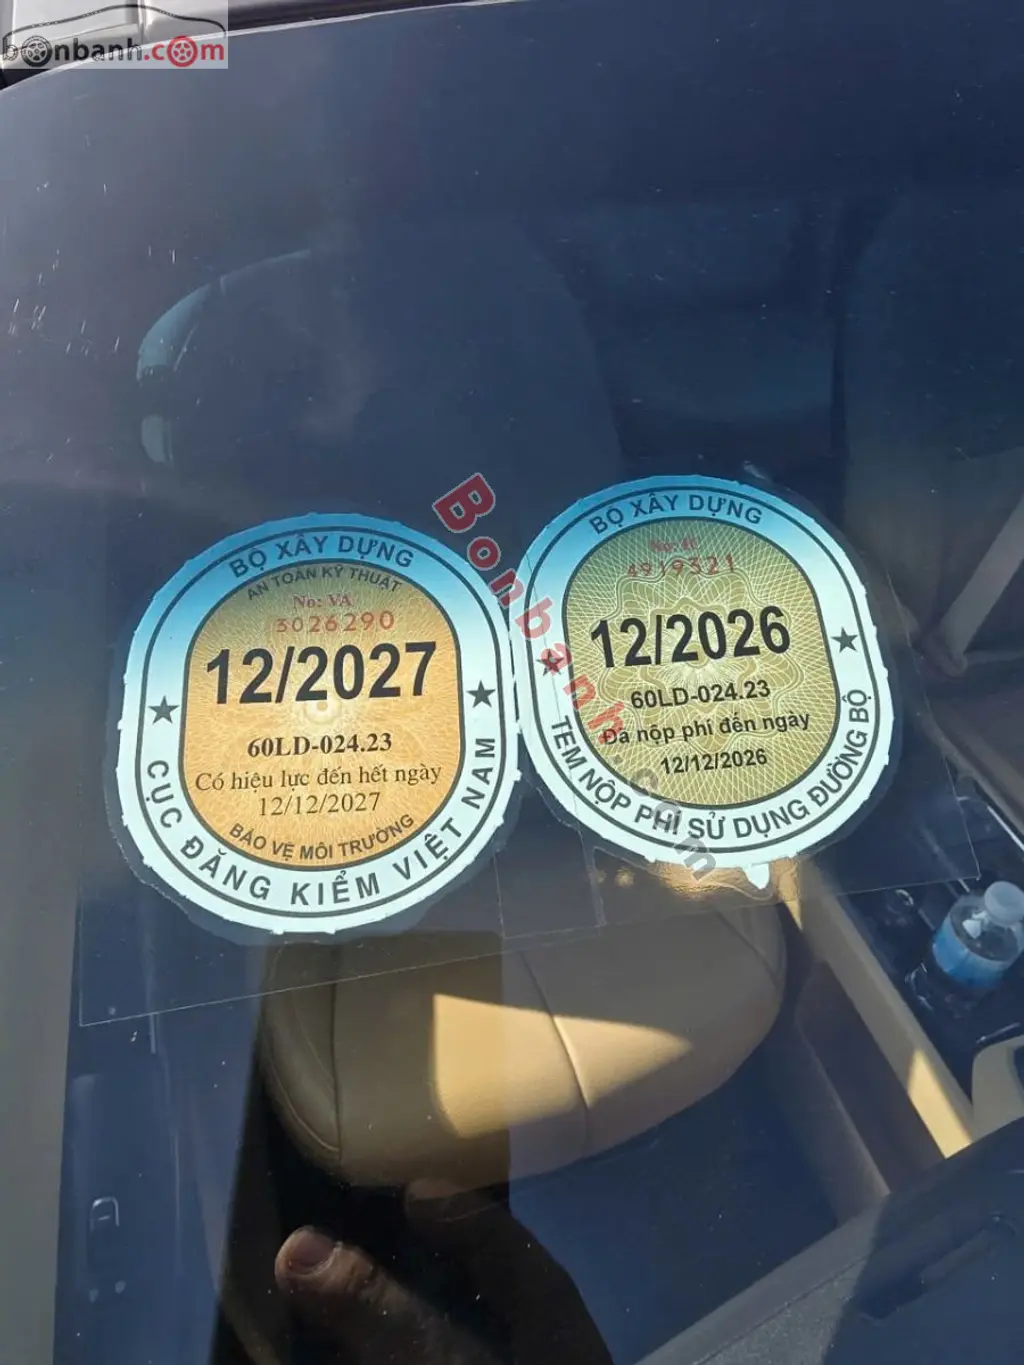 bonbanh.com
BỘ XÂY DỰNG
AN TOÀN KỸ THUẬT
No: VA
3026290
12/2027
60LD-024.23
Có hiệu lực đến hết ngày
12/12/2027
BẢO VỆ MÔI TRƯỜNG
CỤC ĐĂNG KIỂM VIỆT NAM
BỘ XÂY DỰNG
4919321
12/2026
60LD-024.23
Đã nộp phí đến ngày
12/12/2026
TEM NỘP PHÍ SỬ DỤNG ĐƯỜNG BỘ
Bonbanh.com